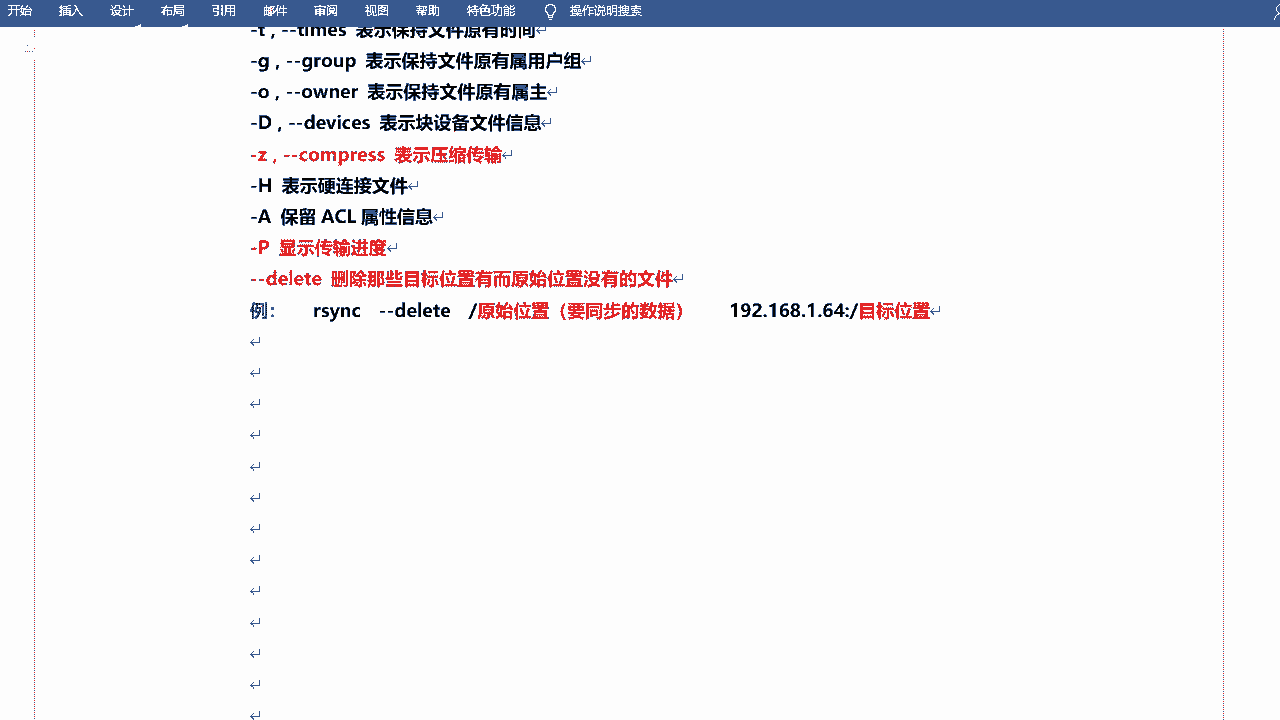 开始 插入 设计 布局 引用 邮件 审阅 视图 帮助 特色功能 操作说明搜索
-t , --times 表示保持文件原有时间
-g , --group 表示保持文件原有属用户组
-o , --owner 表示保持文件原有属主
-D , --devices 表示块设备文件信息
-z , --compress 表示压缩传输
-H 表示硬连接文件
-A 保留 ACL 属性信息
-P 显示传输进度
--delete 删除那些目标位置有而原始位置没有的文件
例： rsync --delete /原始位置（要同步的数据） 192.168.1.64:/目标位置